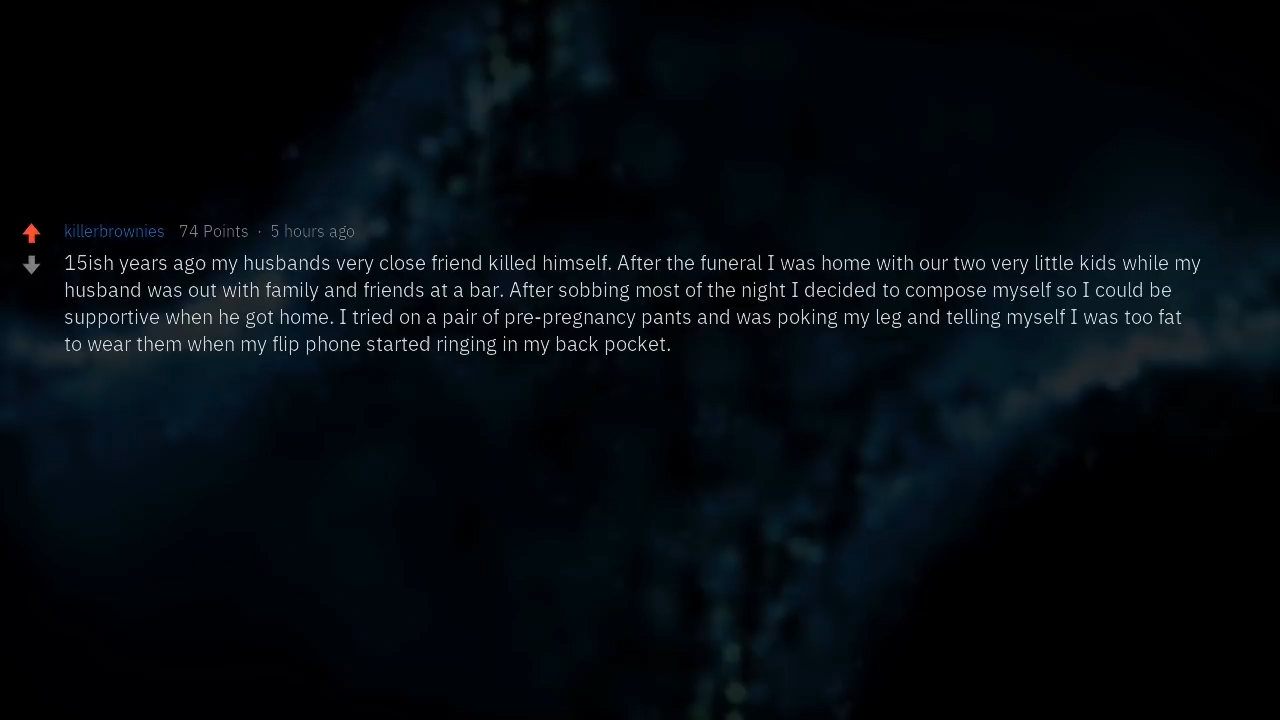 killerbrownies 74 Points · 5 hours ago
15ish years ago my husbands very close friend killed himself. After the funeral I was home with our two very little kids while my
husband was out with family and friends at a bar. After sobbing most of the night I decided to compose myself so I could be
supportive when he got home. I tried on a pair of pre-pregnancy pants and was poking my leg and telling myself I was too fat
to wear them when my flip phone started ringing in my back pocket.